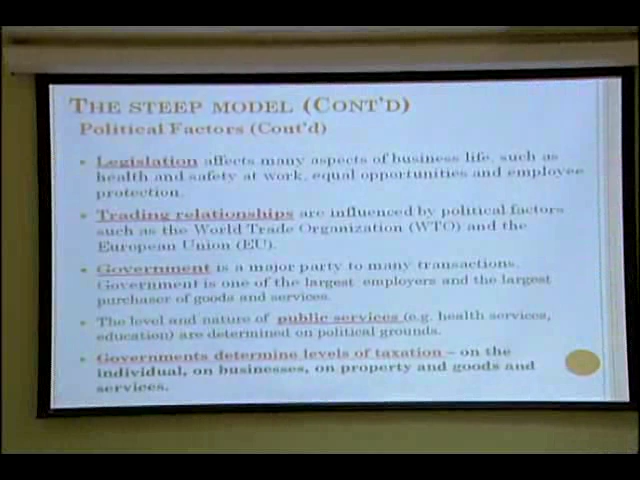 THE STEEP MODEL (CONT'D)
Political Factors (Cont'd)
• Legislation affects many aspects of business life, such as
health and safety at work, equal opportunities and employee
protection.
• Trading relationships are influenced by political factors
such as the World Trade Organization (WTO) and the
European Union (EU).
• Government is a major party to many transactions.
Government is one of the largest employers and the largest
purchaser of goods and services.
• The level and nature of public services (e.g. health services,
education) are determined on political grounds.
• Governments determine levels of taxation – on the
individual, on businesses, on property and goods and
services.